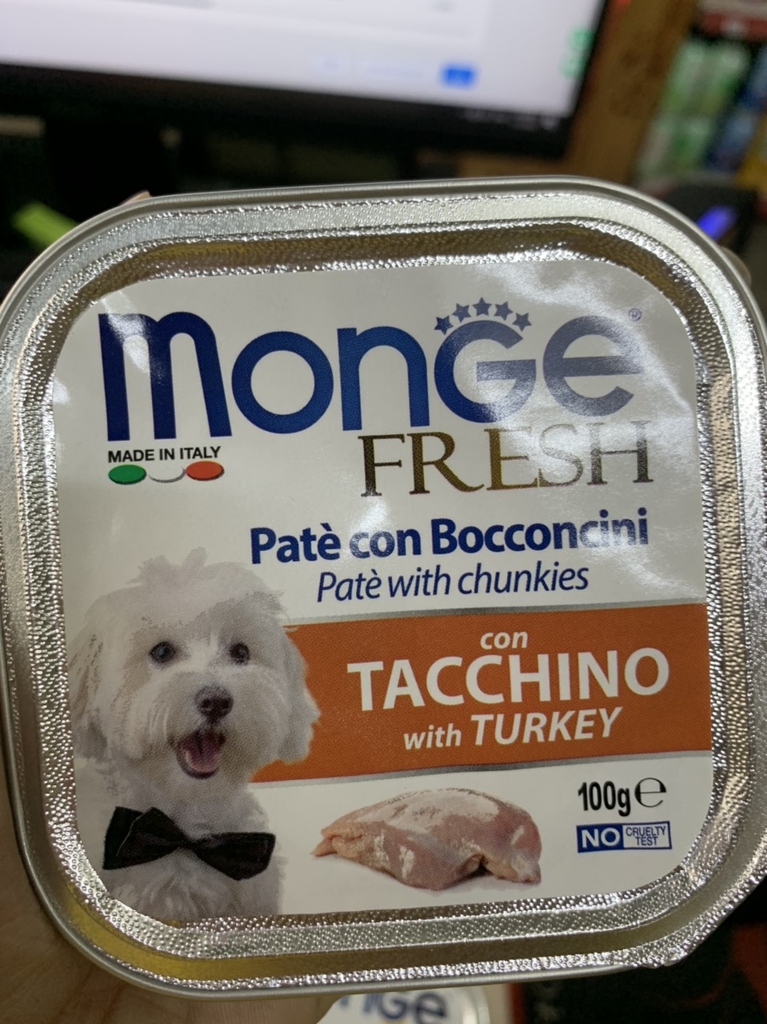 Monge®
FRESH
MADE IN ITALY
Patè con Bocconcini
Patè with chunkies
con
TACCHINO
with TURKEY
100g℮
NO CRUELTY TEST
nGe